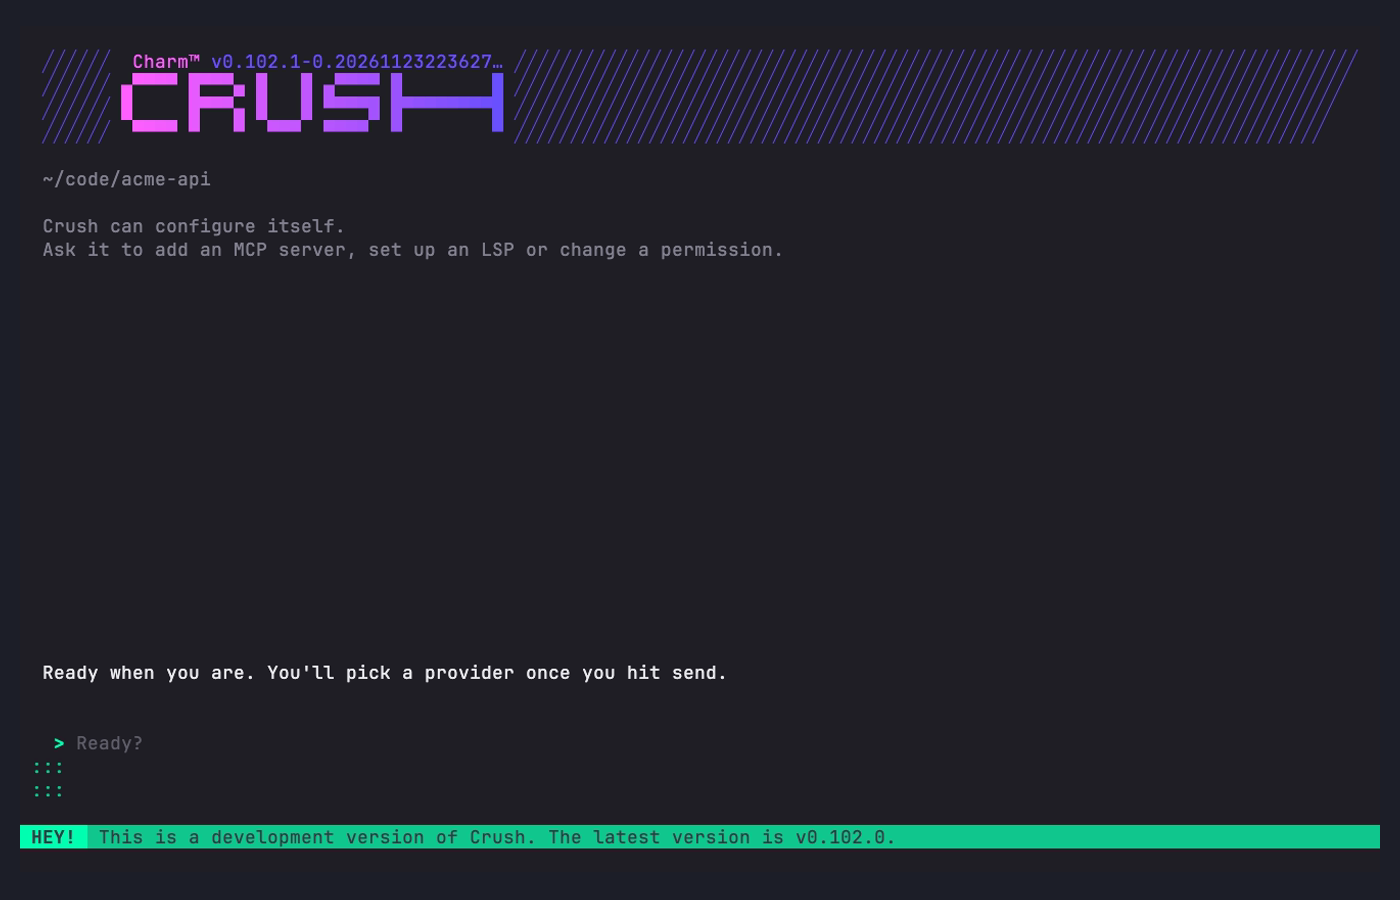 Charm™ v0.102.1-0.20261123223627…
CRUSH
~/code/acme-api
Crush can configure itself.
Ask it to add an MCP server, set up an LSP or change a permission.
Ready when you are. You'll pick a provider once you hit send.
> Ready?
:::
:::
HEY! This is a development version of Crush. The latest version is v0.102.0.